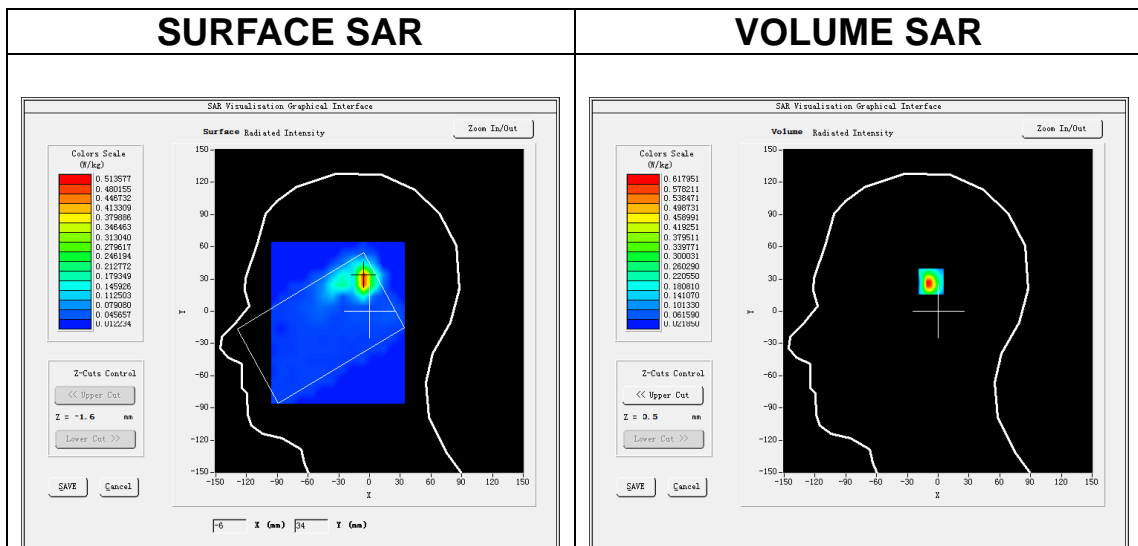 SURFACE SAR
VOLUME SAR
SAR Visualisation Graphical Interface
Surface Radiated Intensity
Zoom In/Out
Colors Scale
(W/kg)
0.513577
0.480155
0.446732
0.413309
0.379886
0.346463
0.313040
0.279617
0.246194
0.212772
0.179349
0.145926
0.112503
0.079080
0.045657
0.012234
Z-Cuts Control
<< Upper Cut
Z = -1.6 mm
Lower Cut >>
SAVE
Cancel
150
120
90
60
30
0
-30
-60
-90
-120
-150
Y
-150 -120 -90 -60 -30 0 30 60 90 120 150
X
-6 X (mm) 34 Y (mm)
SAR Visualisation Graphical Interface
Volume Radiated Intensity
Zoom In/Out
Colors Scale
(W/kg)
0.617951
0.578211
0.538471
0.498731
0.458991
0.419251
0.379511
0.339771
0.300031
0.260290
0.220550
0.180810
0.141070
0.101330
0.061590
0.021850
Z-Cuts Control
<< Upper Cut
Z = 3.5 mm
Lower Cut >>
SAVE
Cancel
150
120
90
60
30
0
-30
-60
-90
-120
-150
Y
-150 -120 -90 -60 -30 0 30 60 90 120 150
X